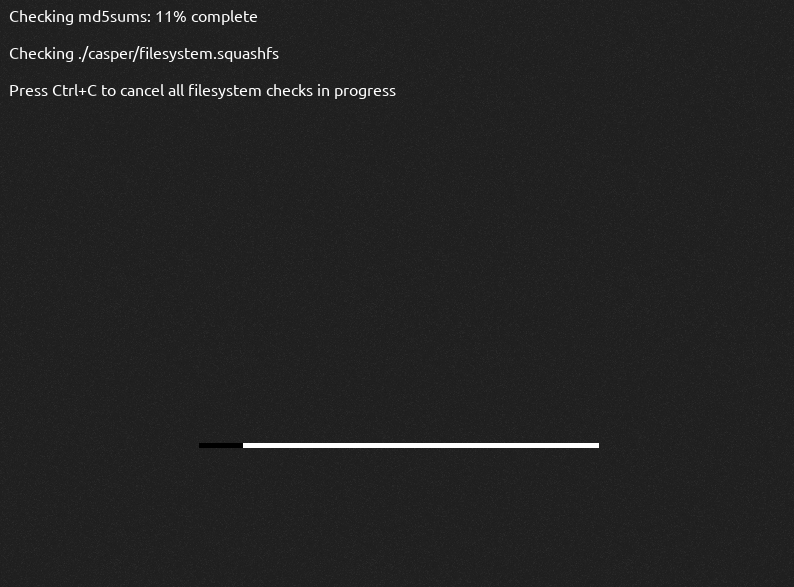 Checking md5sums: 11% complete
Checking ./casper/filesystem.squashfs
Press Ctrl+C to cancel all filesystem checks in progress